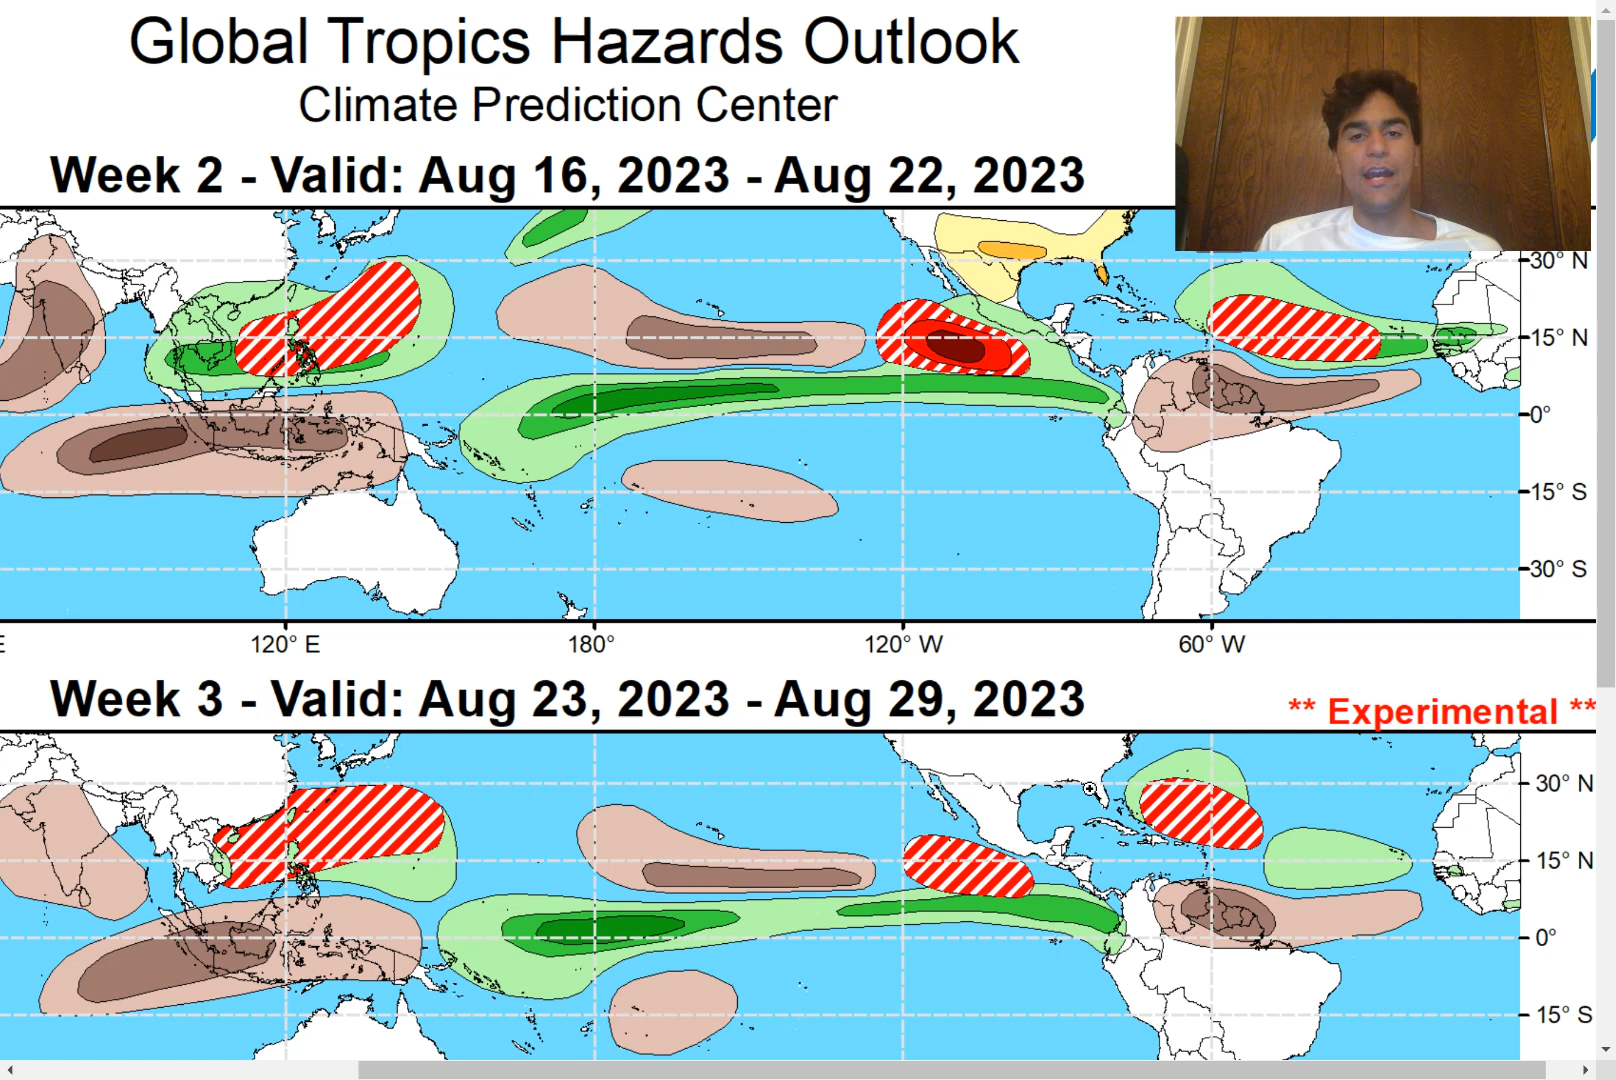 Global Tropics Hazards Outlook
Climate Prediction Center
Week 2 - Valid: Aug 16, 2023 - Aug 22, 2023
30° N
15° N
0°
15° S
30° S
E
120° E
180°
120° W
60° W
Week 3 - Valid: Aug 23, 2023 - Aug 29, 2023
** Experimental **
30° N
15° N
0°
15° S